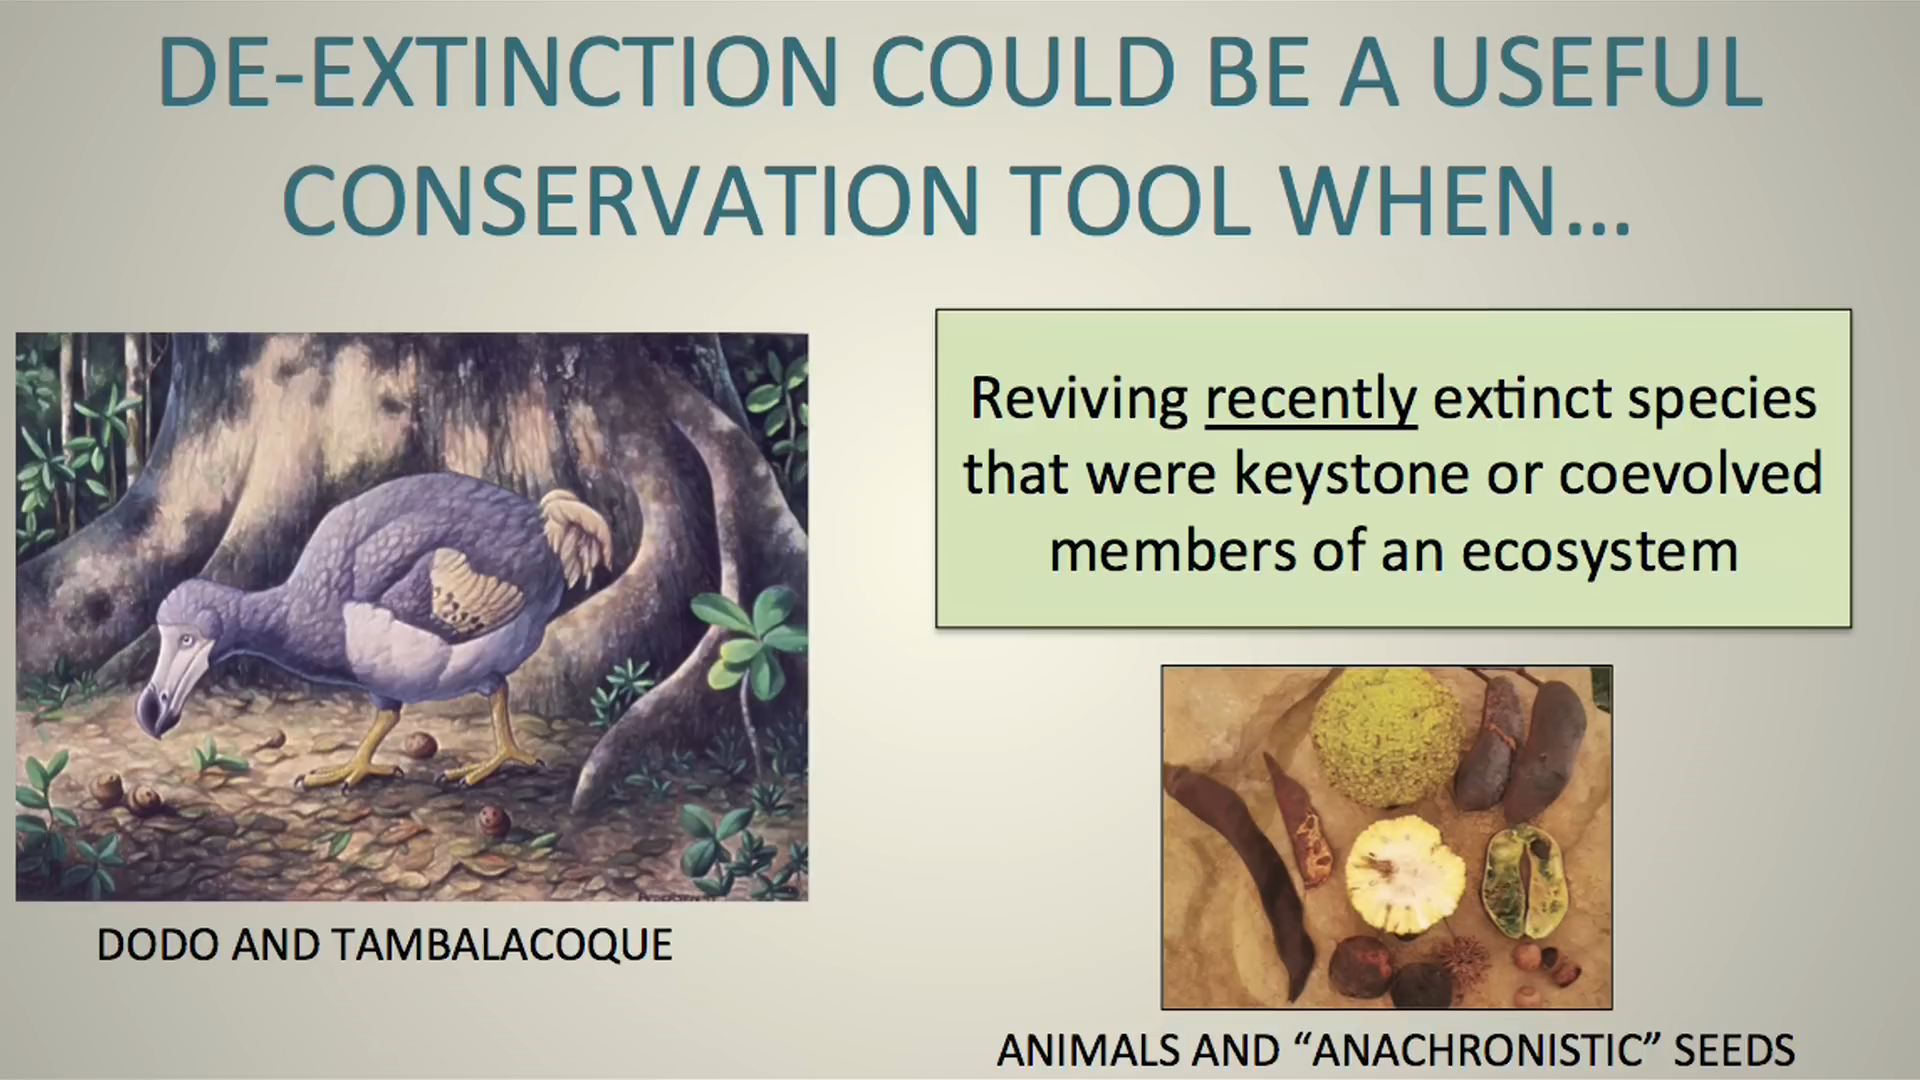 DE-EXTINCTION COULD BE A USEFUL
CONSERVATION TOOL WHEN...
Reviving recently extinct species
that were keystone or coevolved
members of an ecosystem
DODO AND TAMBALACOQUE
ANIMALS AND “ANACHRONISTIC” SEEDS